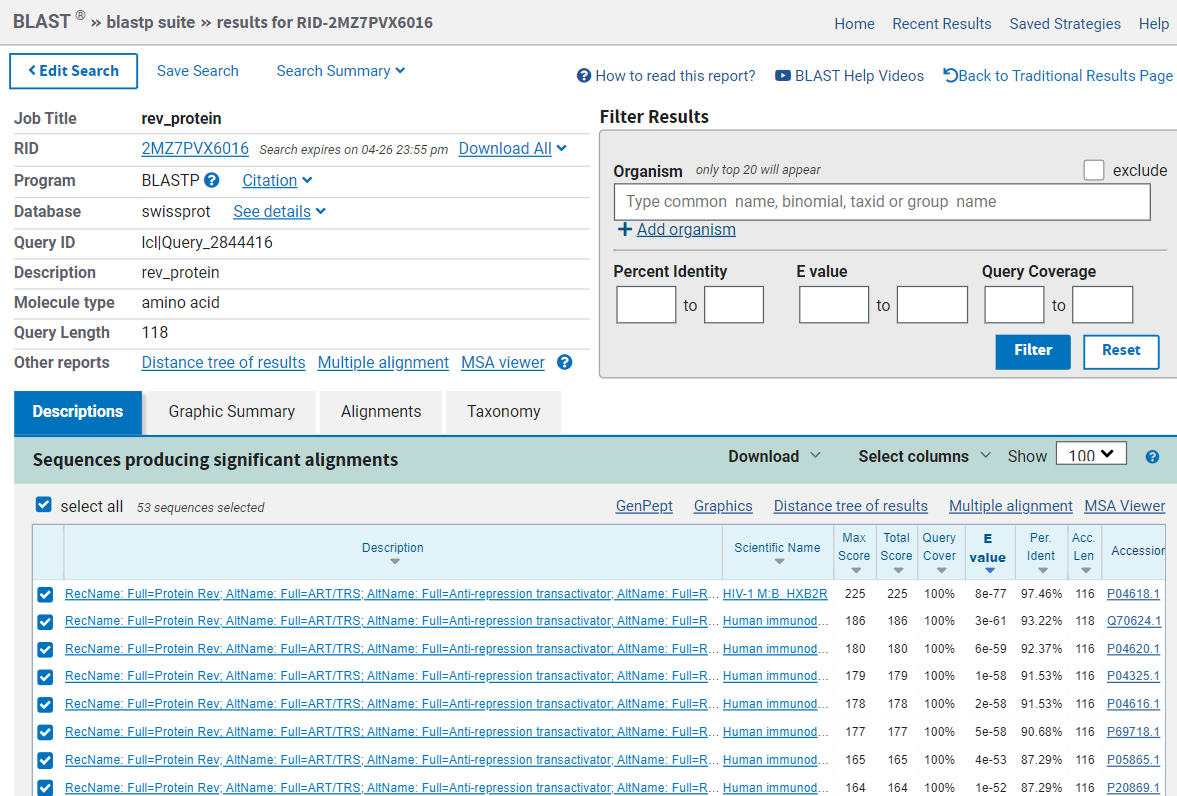 BLAST ® » blastp suite » results for RID-2MZ7PVX6016
Home Recent Results Saved Strategies Help
Edit Search Save Search Search Summary
How to read this report? BLAST Help Videos Back to Traditional Results Page
Job Title rev_protein
RID 2MZ7PVX6016 Search expires on 04-26 23:55 pm Download All
Program BLASTP Citation
Database swissprot See details
Query ID lcl|Query_2844416
Description rev_protein
Molecule type amino acid
Query Length 118
Other reports Distance tree of results Multiple alignment MSA viewer
Filter Results
Organism only top 20 will appear exclude
Type common name, binomial, taxid or group name
Add organism
Percent Identity E value Query Coverage
to to to
Filter Reset
Descriptions Graphic Summary Alignments Taxonomy
Sequences producing significant alignments Download Select columns Show 100
select all 53 sequences selected GenPept Graphics Distance tree of results Multiple alignment MSA Viewer
Description Scientific Name Max Score Total Score Query Cover E value Per. Ident Acc. Len Accession
RecName: Full=Protein Rev; AltName: Full=ART/TRS; AltName: Full=Anti-repression transactivator; AltName: Full=R... HIV-1 M:B_HXB2R 225 225 100% 8e-77 97.46% 116 P04618.1
RecName: Full=Protein Rev; AltName: Full=ART/TRS; AltName: Full=Anti-repression transactivator; AltName: Full=R... Human immunod... 186 186 100% 3e-61 93.22% 118 Q70624.1
RecName: Full=Protein Rev; AltName: Full=ART/TRS; AltName: Full=Anti-repression transactivator; AltName: Full=R... Human immunod... 180 180 100% 6e-59 92.37% 116 P04620.1
RecName: Full=Protein Rev; AltName: Full=ART/TRS; AltName: Full=Anti-repression transactivator; AltName: Full=R... Human immunod... 179 179 100% 1e-58 91.53% 116 P04325.1
RecName: Full=Protein Rev; AltName: Full=ART/TRS; AltName: Full=Anti-repression transactivator; AltName: Full=R... Human immunod... 178 178 100% 2e-58 91.53% 116 P04616.1
RecName: Full=Protein Rev; AltName: Full=ART/TRS; AltName: Full=Anti-repression transactivator; AltName: Full=R... Human immunod... 177 177 100% 5e-58 90.68% 116 P69718.1
RecName: Full=Protein Rev; AltName: Full=ART/TRS; AltName: Full=Anti-repression transactivator; AltName: Full=R... Human immunod... 165 165 100% 4e-53 87.29% 116 P05865.1
RecName: Full=Protein Rev; AltName: Full=ART/TRS; AltName: Full=Anti-repression transactivator; AltName: Full=R... Human immunod... 164 164 100% 1e-52 87.29% 116 P20869.1